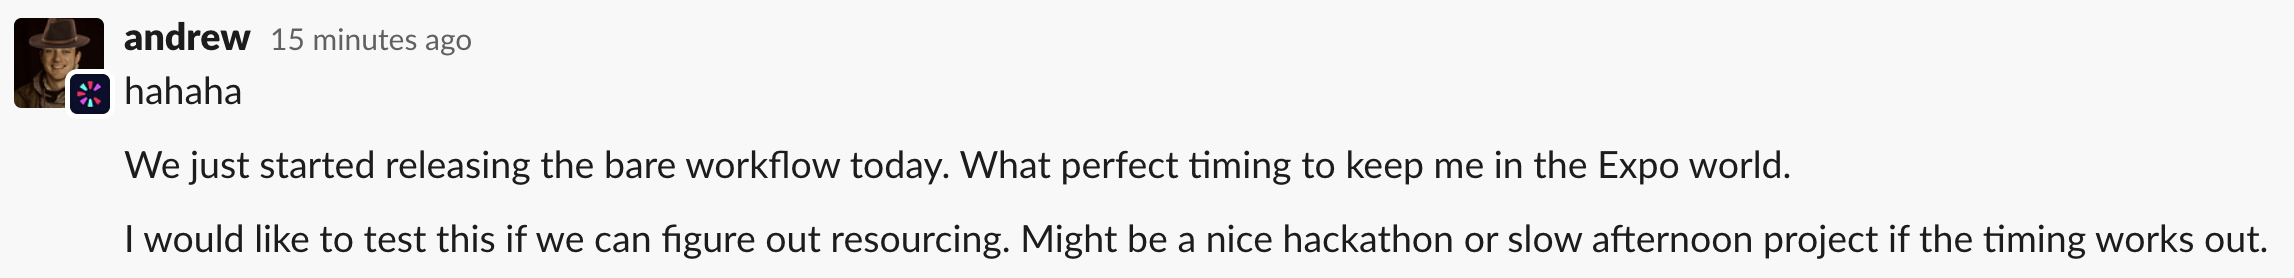 andrew 15 minutes ago
hahaha
We just started releasing the bare workflow today. What perfect timing to keep me in the Expo world.
I would like to test this if we can figure out resourcing. Might be a nice hackathon or slow afternoon project if the timing works out.